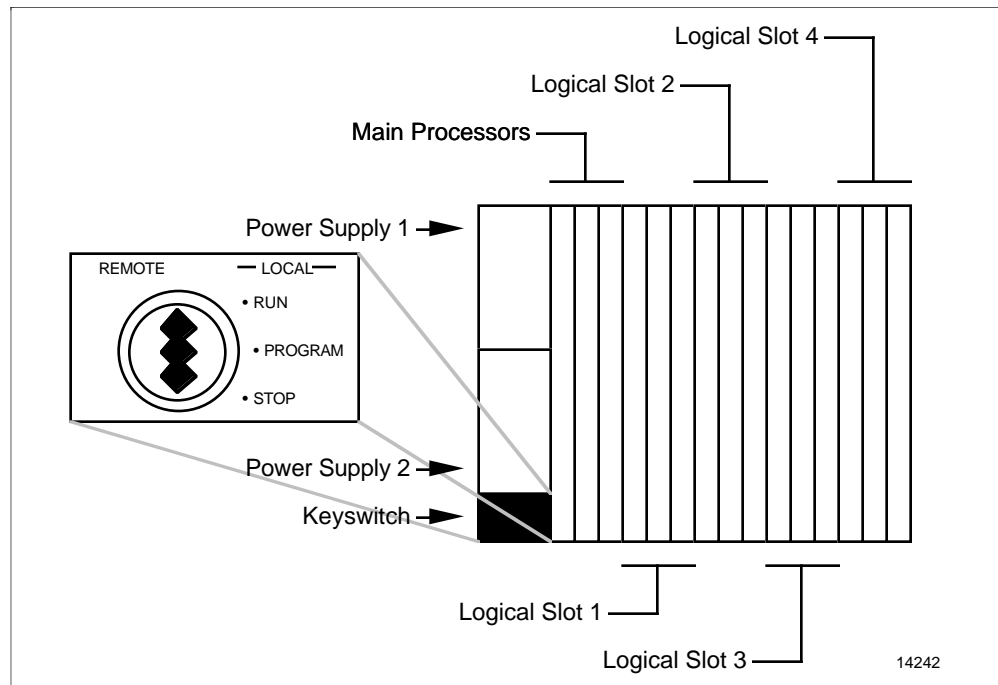 Logical Slot 4
Logical Slot 2
Main Processors
Power Supply 1
REMOTE
LOCAL
• RUN
• PROGRAM
• STOP
Power Supply 2
Keyswitch
Logical Slot 1
Logical Slot 3
14242